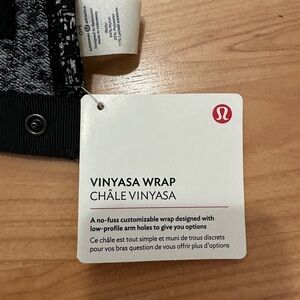 VINYASA WRAP
CHÂLE VINYASA
A no-fuss customizable wrap designed with
low-profile arm holes to give you options
Ce châle est tout simple et muni de trous discrets
pour vos bras question de vous offrir plus d'options